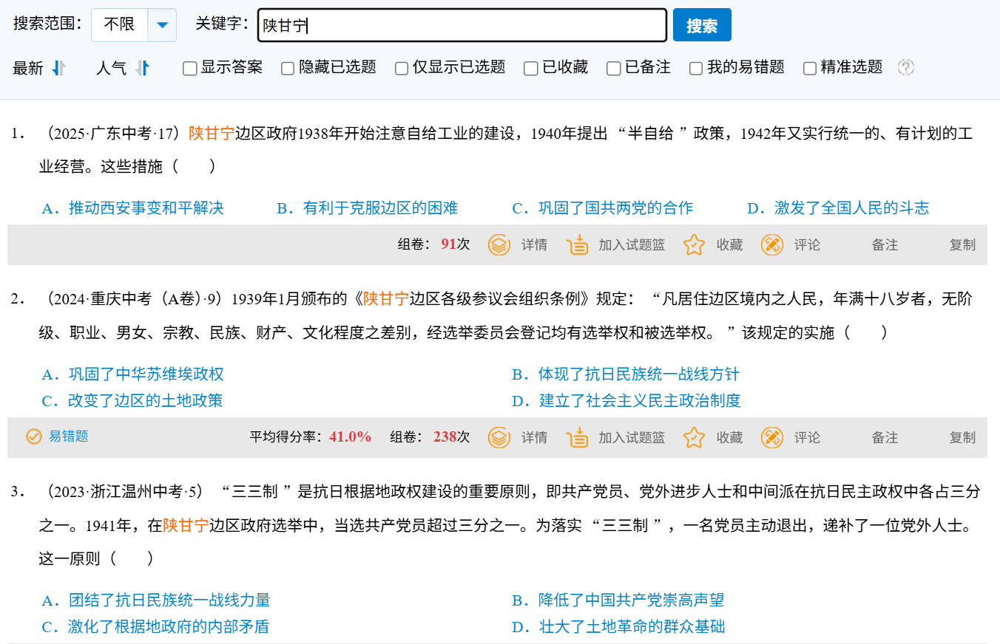 搜索范围： 不限 关键字： 陕甘宁 搜索
最新 人气 显示答案 隐藏已选题 仅显示已选题 已收藏 已备注 我的易错题 精准选题 ?
1． （2025·广东中考·17）陕甘宁边区政府1938年开始注意自给工业的建设，1940年提出 “半自给 ”政策，1942年又实行统一的、有计划的工
业经营。这些措施（　　）
A．推动西安事变和平解决 B．有利于克服边区的困难 C．巩固了国共两党的合作 D．激发了全国人民的斗志
组卷： 91次 详情 加入试题篮 收藏 评论 备注 复制
2． （2024·重庆中考（A卷）·9）1939年1月颁布的《陕甘宁边区各级参议会组织条例》规定： “凡居住边区境内之人民，年满十八岁者，无阶
级、职业、男女、宗教、民族、财产、文化程度之差别，经选举委员会登记均有选举权和被选举权。 ”该规定的实施（　　）
A．巩固了中华苏维埃政权 B．体现了抗日民族统一战线方针
C．改变了边区的土地政策 D．建立了社会主义民主政治制度
易错题 平均得分率：41.0% 组卷： 238次 详情 加入试题篮 收藏 评论 备注 复制
3． （2023·浙江温州中考·5） “三三制 ”是抗日根据地政权建设的重要原则，即共产党员、党外进步人士和中间派在抗日民主政权中各占三分
之一。1941年，在陕甘宁边区政府选举中，当选共产党员超过三分之一。为落实 “三三制 ”，一名党员主动退出，递补了一位党外人士。
这一原则（　　）
A．团结了抗日民族统一战线力量 B．降低了中国共产党崇高声望
C．激化了根据地政府的内部矛盾 D．壮大了土地革命的群众基础